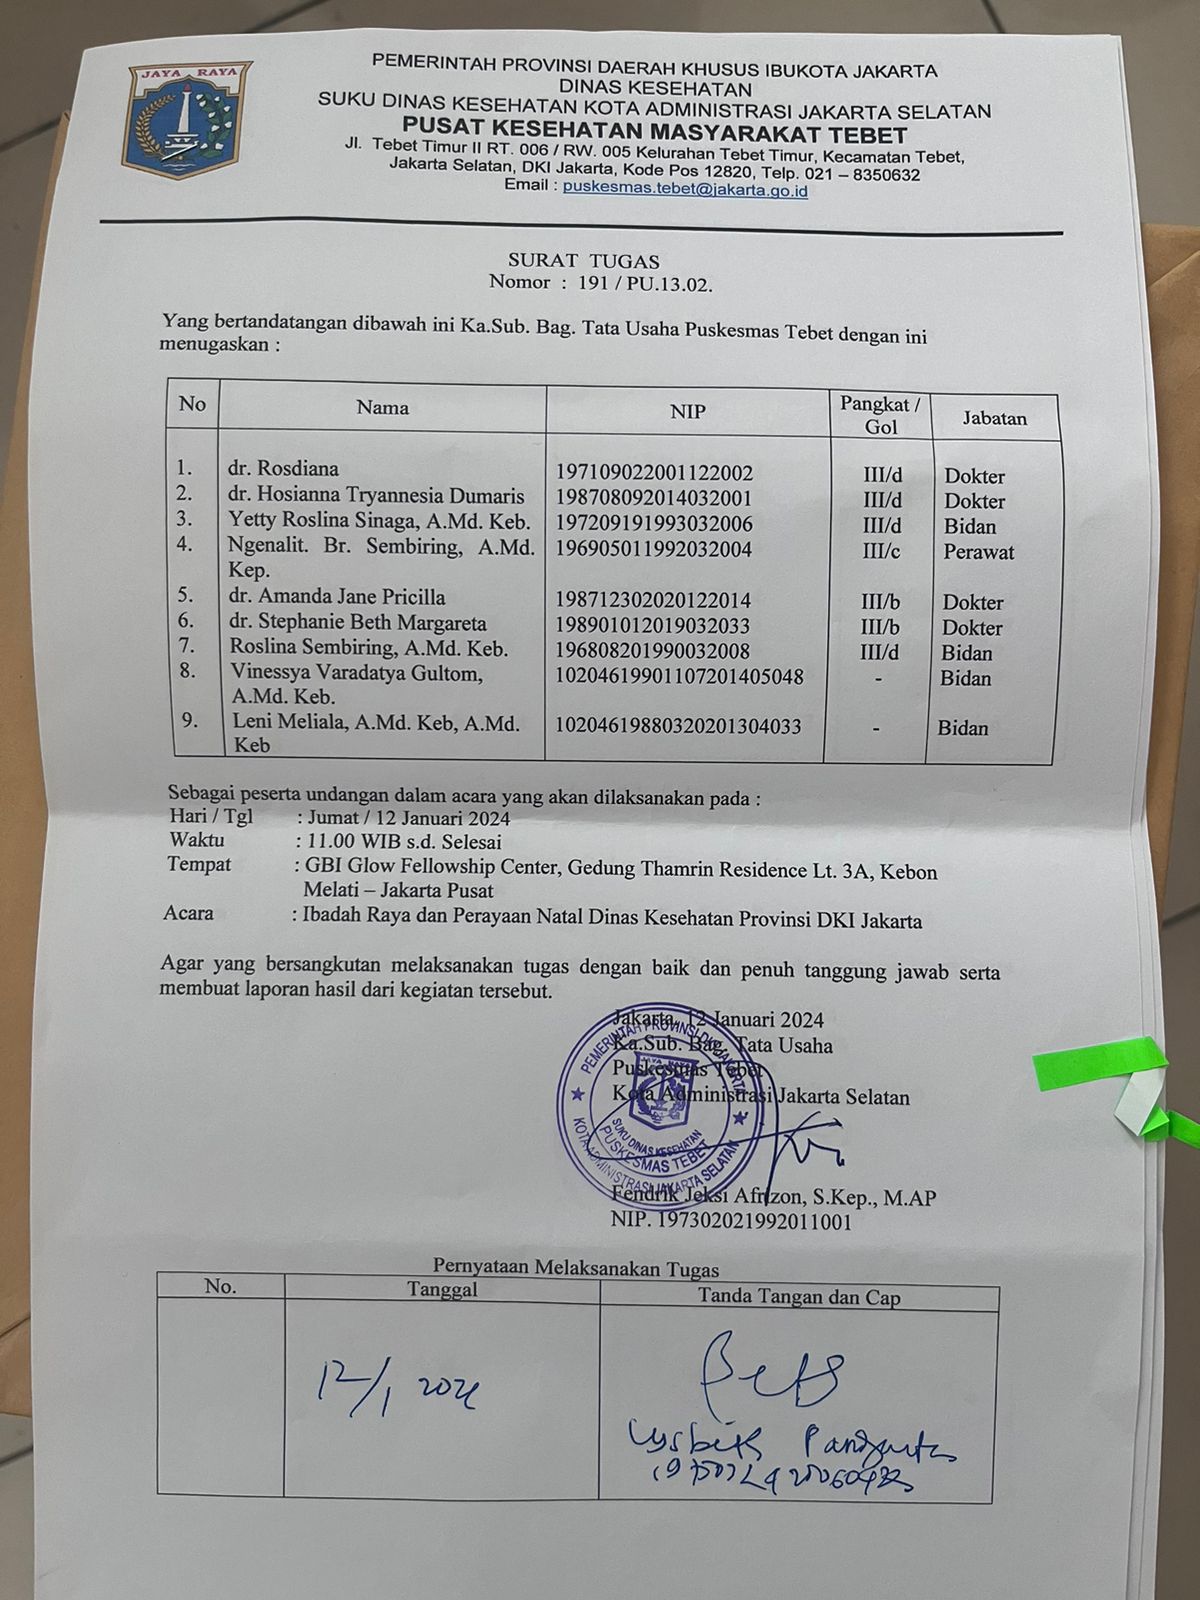 JAYA RAYA
PEMERINTAH PROVINSI DAERAH KHUSUS IBUKOTA JAKARTA
DINAS KESEHATAN
SUKU DINAS KESEHATAN KOTA ADMINISTRASI JAKARTA SELATAN
PUSAT KESEHATAN MASYARAKAT TEBET
Jl. Tebet Timur II RT. 006 / RW. 005 Kelurahan Tebet Timur, Kecamatan Tebet,
Jakarta Selatan, DKI Jakarta, Kode Pos 12820, Telp. 021 – 8350632
Email : puskesmas.tebet@jakarta.go.id
SURAT TUGAS
Nomor : 191 / PU.13.02.
Yang bertandatangan dibawah ini Ka.Sub. Bag. Tata Usaha Puskesmas Tebet dengan ini
menugaskan :
No Nama NIP Pangkat / Gol Jabatan
1. dr. Rosdiana 197109022001122002 III/d Dokter
2. dr. Hosianna Tryannesia Dumaris 198708092014032001 III/d Dokter
3. Yetty Roslina Sinaga, A.Md. Keb. 197209191993032006 III/d Bidan
4. Ngenalit. Br. Sembiring, A.Md. 196905011992032004 III/c Perawat
Kep.
5. dr. Amanda Jane Pricilla 198712302020122014 III/b Dokter
6. dr. Stephanie Beth Margareta 198901012019032033 III/b Dokter
7. Roslina Sembiring, A.Md. Keb. 196808201990032008 III/d Bidan
8. Vinessya Varadatya Gultom, 10204619901107201405048 - Bidan
A.Md. Keb.
9. Leni Meliala, A.Md. Keb, A.Md. 10204619880320201304033 - Bidan
Keb
Sebagai peserta undangan dalam acara yang akan dilaksanakan pada :
Hari / Tgl : Jumat / 12 Januari 2024
Waktu : 11.00 WIB s.d. Selesai
Tempat : GBI Glow Fellowship Center, Gedung Thamrin Residence Lt. 3A, Kebon
Melati – Jakarta Pusat
Acara : Ibadah Raya dan Perayaan Natal Dinas Kesehatan Provinsi DKI Jakarta
Agar yang bersangkutan melaksanakan tugas dengan baik dan penuh tanggung jawab serta
membuat laporan hasil dari kegiatan tersebut.
Jakarta, 12 Januari 2024
Ka.Sub. Bag. Tata Usaha
Puskesmas Tebet
Kota Administrasi Jakarta Selatan
PEMERINTAH PROVINSI DKI JAKARTA
JAYA RAYA
SUKU DINAS KESEHATAN
PUSKESMAS TEBET
KOTA ADMINISTRASI JAKARTA SELATAN
Fendrik Jeksi Afrizon, S.Kep., M.AP
NIP. 197302021992011001
Pernyataan Melaksanakan Tugas
No. Tanggal Tanda Tangan dan Cap
12/1 2024